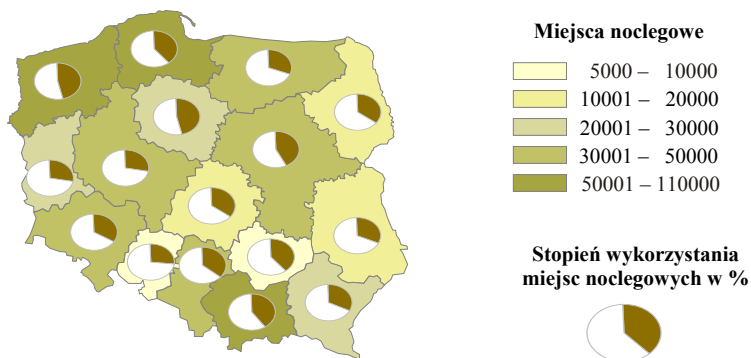 Miejsca noclegowe
5000 – 10000
10001 – 20000
20001 – 30000
30001 – 50000
50001 – 110000
Stopień wykorzystania
miejsc noclegowych w %